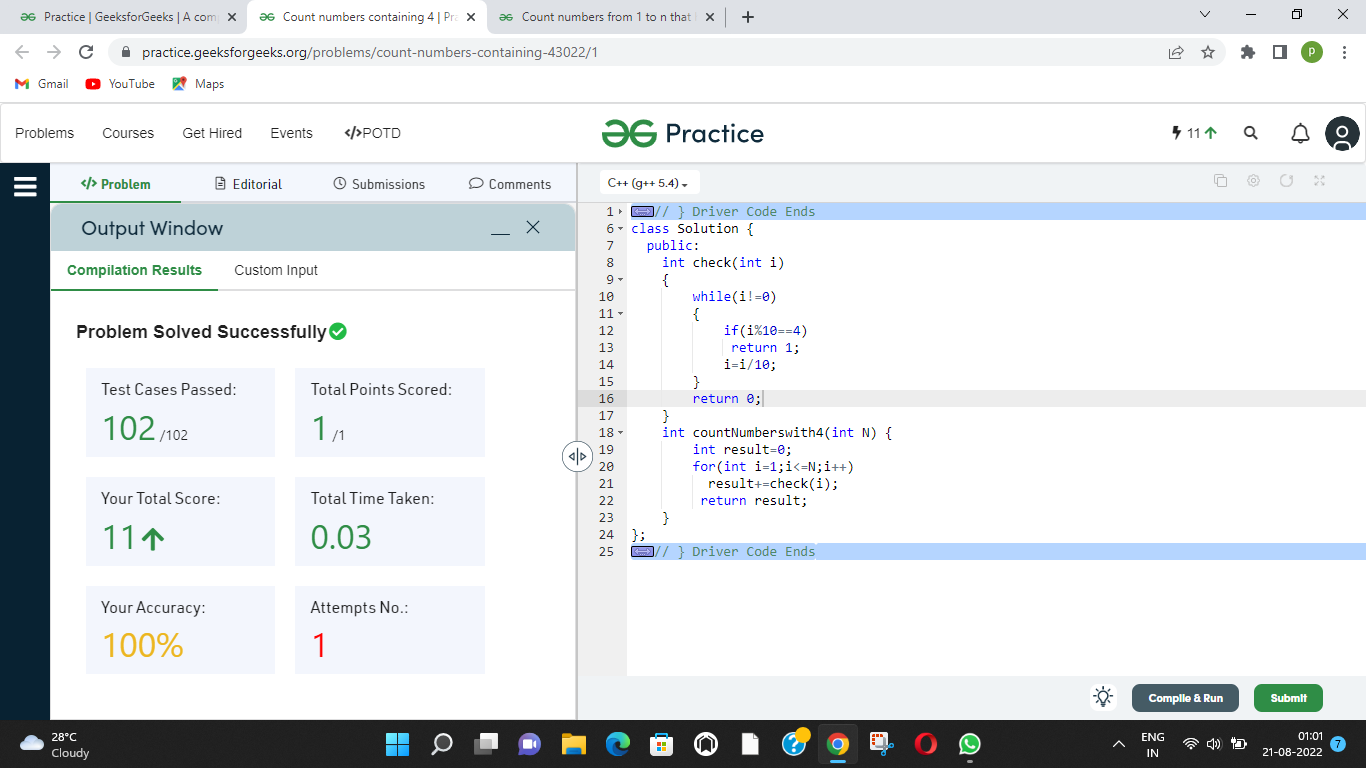 Practice | GeeksforGeeks | A com
Count numbers containing 4 | Pra
Count numbers from 1 to n that
practice.geeksforgeeks.org/problems/count-numbers-containing-43022/1
P
Gmail
YouTube
Maps
Problems
Courses
Get Hired
Events
</>POTD
Practice
11
</> Problem
Editorial
Submissions
Comments
Output Window
Compilation Results
Custom Input
Problem Solved Successfully
Test Cases Passed:
102 /102
Total Points Scored:
1 /1
Your Total Score:
11
Total Time Taken:
0.03
Your Accuracy:
100%
Attempts No.:
1
C++ (g++ 5.4)
1 // } Driver Code Ends
6 class Solution {
7 public:
8 int check(int i)
9 {
10 while(i!=0)
11 {
12 if(i%10==4)
13 return 1;
14 i=i/10;
15 }
16 return 0;
17 }
18 int countNumberswith4(int N) {
19 int result=0;
20 for(int i=1;i<=N;i++)
21 result+=check(i);
22 return result;
23 }
24 };
25 // } Driver Code Ends
Compile & Run
Submit
28°C
Cloudy
ENG
IN
01:01
21-08-2022
7